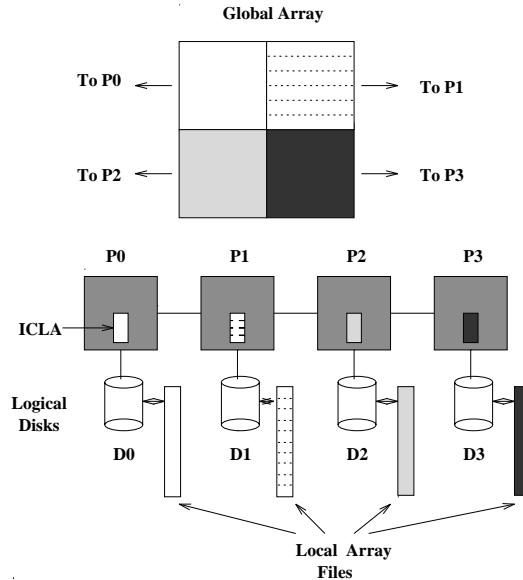 Global Array
To P0
To P1
To P2
To P3
P0
P1
P2
P3
ICLA
Logical
Disks
D0
D1
D2
D3
Local Array
Files